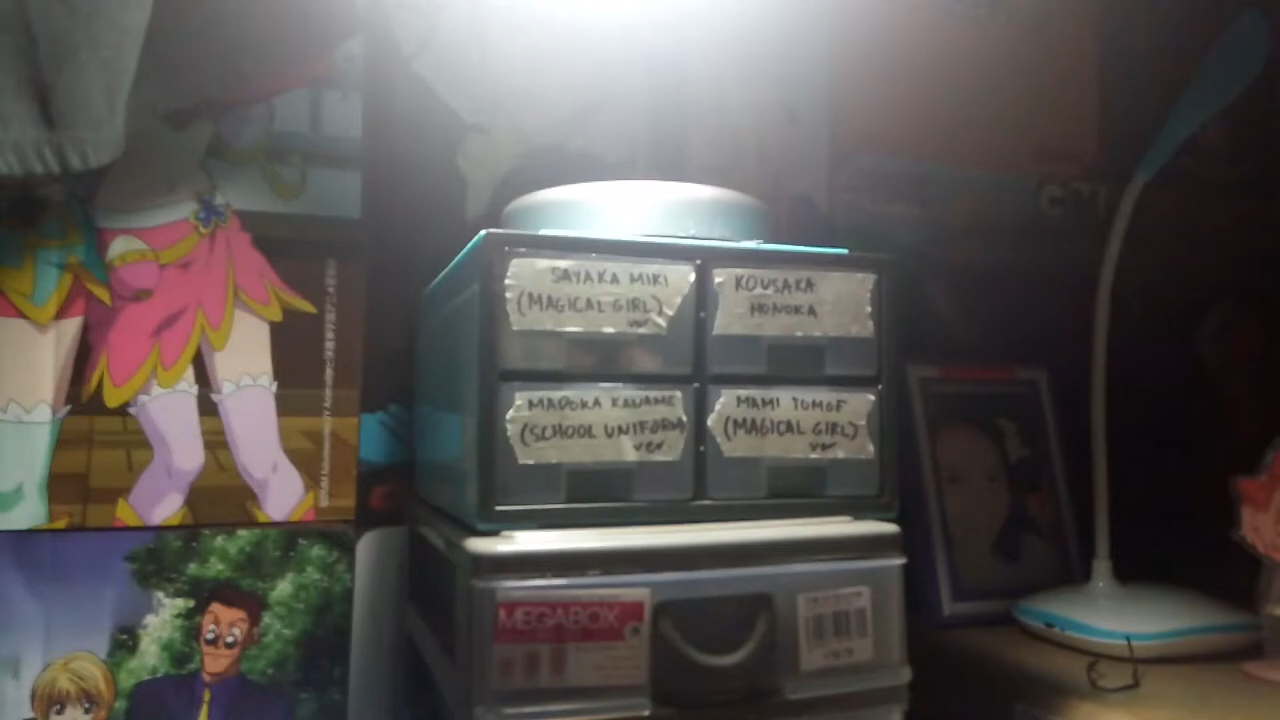 SAYAKA MIKI
(MAGICAL GIRL)
ver
KOUSAKA
HONOKA
MADOKA KANAME
(SCHOOL UNIFORM)
ver.
MAMI TOMOE
(MAGICAL GIRL)
ver
MEGABOX